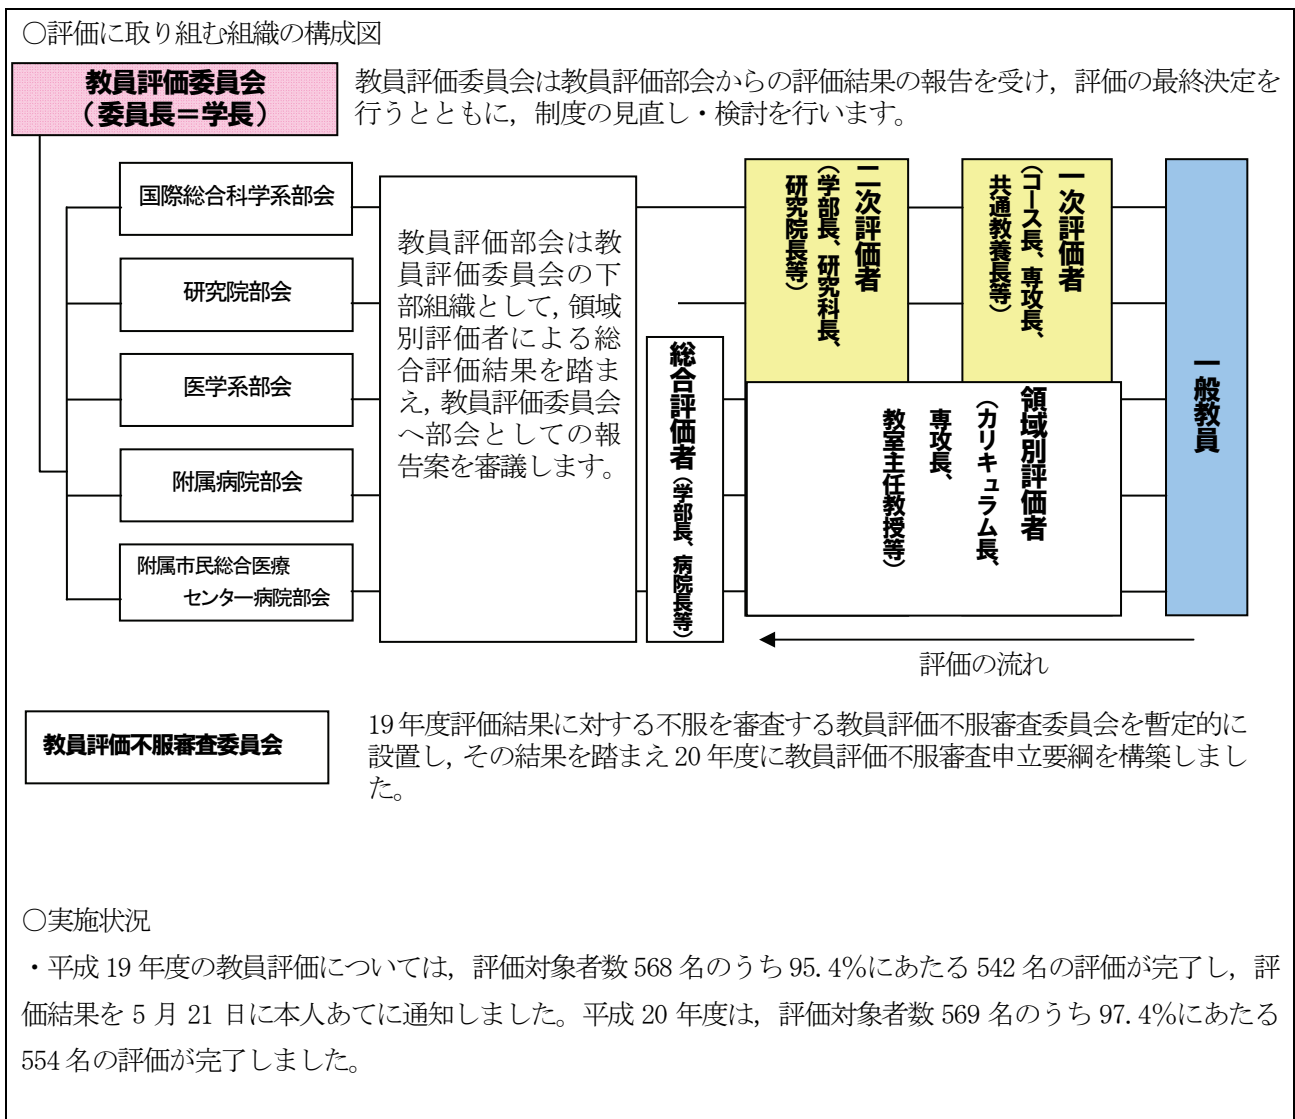 ○評価に取り組む組織の構成図
教員評価委員会
（委員長＝学長）
教員評価委員会は教員評価部会からの評価結果の報告を受け，評価の最終決定を
行うとともに，制度の見直し・検討を行います。
国際総合科学系部会
研究院部会
医学系部会
附属病院部会
附属市民総合医療
センター病院部会
教員評価部会は教
員評価委員会の下
部組織として，領域
別評価者による総
合評価結果を踏ま
え，教員評価委員会
へ部会としての報
告案を審議します。
総合評価者（学部長、病院長等）
二次評価者
（学部長、研究科長、
研究院長等）
一次評価者
（コース長、専攻長、
共通教養長等）
領域別評価者
（カリキュラム長、
専攻長、
教室主任教授等）
一般教員
評価の流れ
教員評価不服審査委員会
19年度評価結果に対する不服を審査する教員評価不服審査委員会を暫定的に
設置し，その結果を踏まえ20年度に教員評価不服審査申立要綱を構築しまし
た。
○実施状況
・平成19年度の教員評価については，評価対象者数568名のうち95.4％にあたる542名の評価が完了し，評
価結果を5月21日に本人あてに通知しました。平成20年度は，評価対象者数569名のうち97.4％にあたる
554名の評価が完了しました。